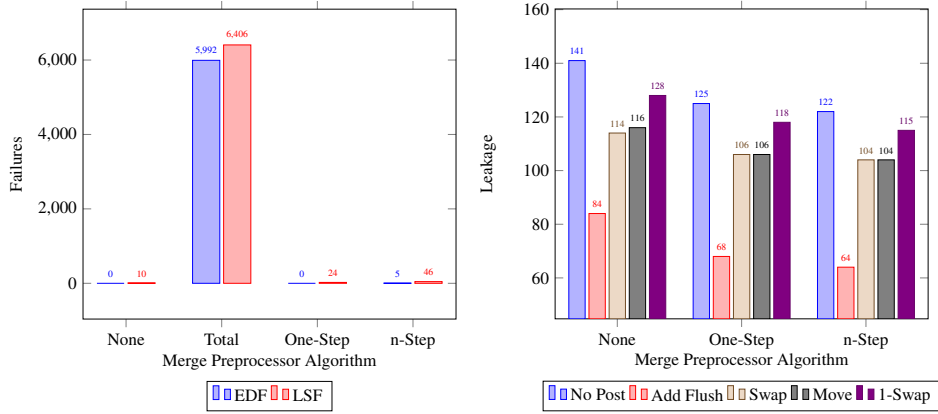 6,000
4,000
2,000
0
Failures
0
10
5,992
6,406
0
24
5
46
None
Total
One-Step
n-Step
Merge Preprocessor Algorithm
EDF
LSF
160
140
120
100
80
60
Leakage
141
84
114
116
128
125
68
106
106
118
122
64
104
104
115
None
One-Step
n-Step
Merge Preprocessor Algorithm
No Post
Add Flush
Swap
Move
1-Swap